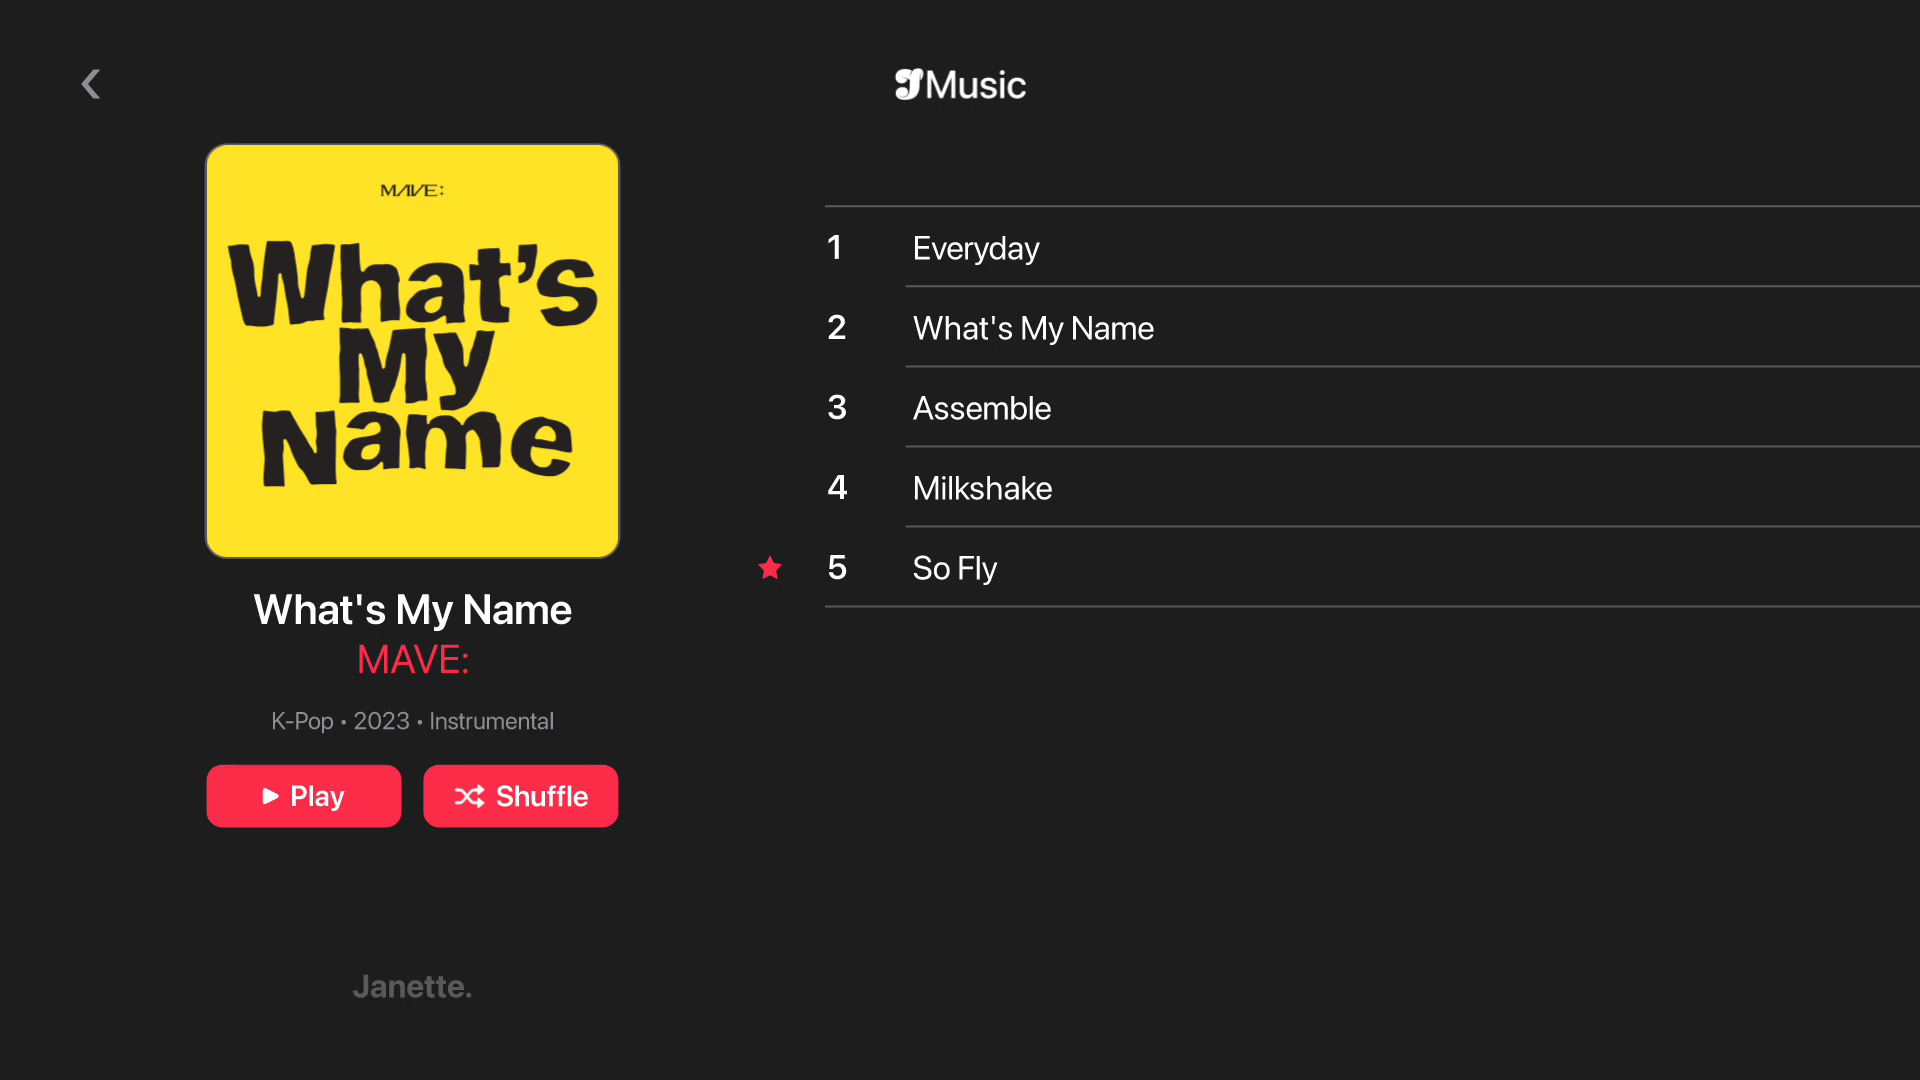 Music
MAVE:
What's
My
Name
What's My Name
MAVE:
K-Pop • 2023 • Instrumental
Play
Shuffle
Janette.
1 Everyday
2 What's My Name
3 Assemble
4 Milkshake
5 So Fly